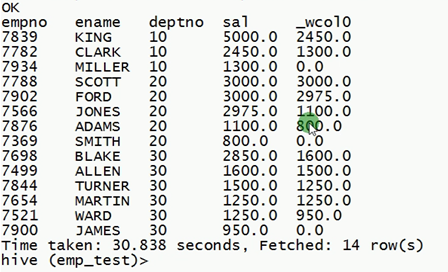 OK
empno ename deptno sal _wcol0
7839 KING 10 5000.0 2450.0
7782 CLARK 10 2450.0 1300.0
7934 MILLER 10 1300.0 0.0
7788 SCOTT 20 3000.0 3000.0
7902 FORD 20 3000.0 2975.0
7566 JONES 20 2975.0 1100.0
7876 ADAMS 20 1100.0 800.0
7369 SMITH 20 800.0 0.0
7698 BLAKE 30 2850.0 1600.0
7499 ALLEN 30 1600.0 1500.0
7844 TURNER 30 1500.0 1250.0
7654 MARTIN 30 1250.0 1250.0
7521 WARD 30 1250.0 950.0
7900 JAMES 30 950.0 0.0
Time taken: 30.838 seconds, Fetched: 14 row(s)
hive (emp_test)>